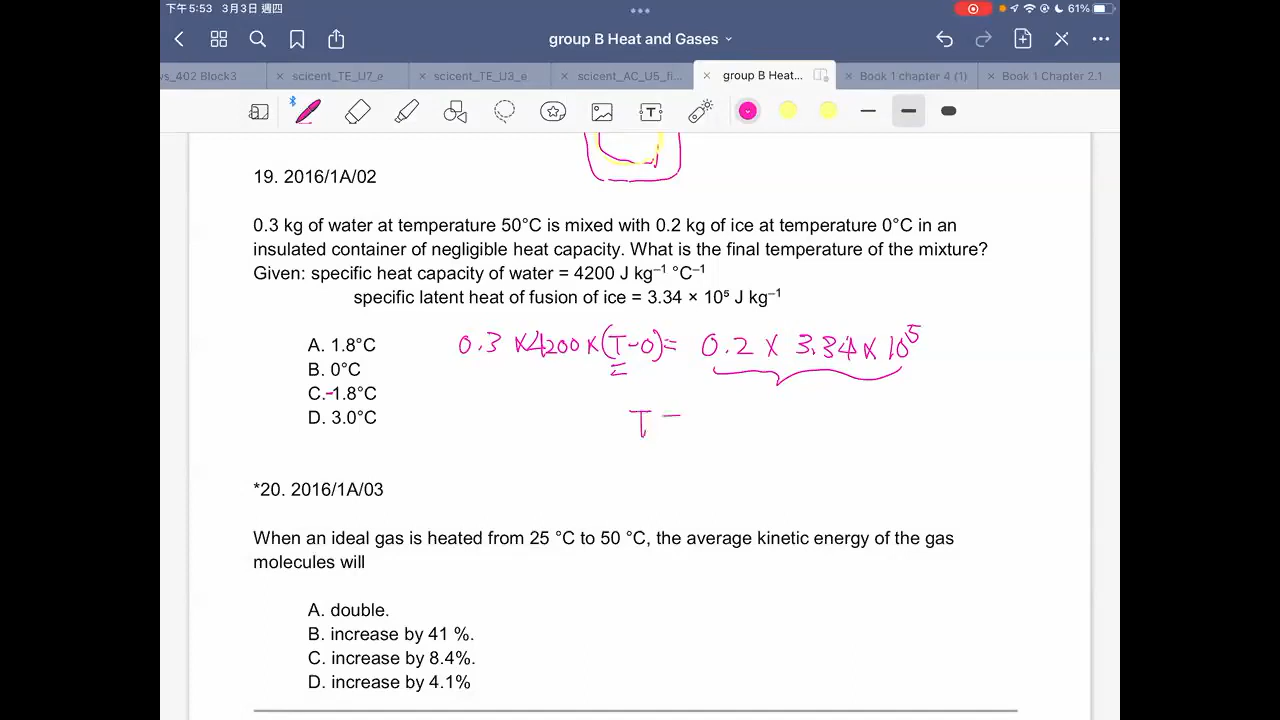 下午5:53 3月3日 週四
61%
group B Heat and Gases
vs_402 Block3
scicent_TE_U7_e
scicent_TE_U3_e
scicent_AC_U5_fi...
group B Heat...
Book 1 chapter 4 (1)
Book 1 Chapter 2.1
19. 2016/1A/02
0.3 kg of water at temperature 50°C is mixed with 0.2 kg of ice at temperature 0°C in an
insulated container of negligible heat capacity. What is the final temperature of the mixture?
Given: specific heat capacity of water = 4200 J kg⁻¹ °C⁻¹
specific latent heat of fusion of ice = 3.34 × 10⁵ J kg⁻¹
A. 1.8°C
0.3 × 4200 × (T-0) = 0.2 × 3.34 × 10⁵
B. 0°C
C. -1.8°C
D. 3.0°C
T =
*20. 2016/1A/03
When an ideal gas is heated from 25 °C to 50 °C, the average kinetic energy of the gas
molecules will
A. double.
B. increase by 41 %.
C. increase by 8.4%.
D. increase by 4.1%